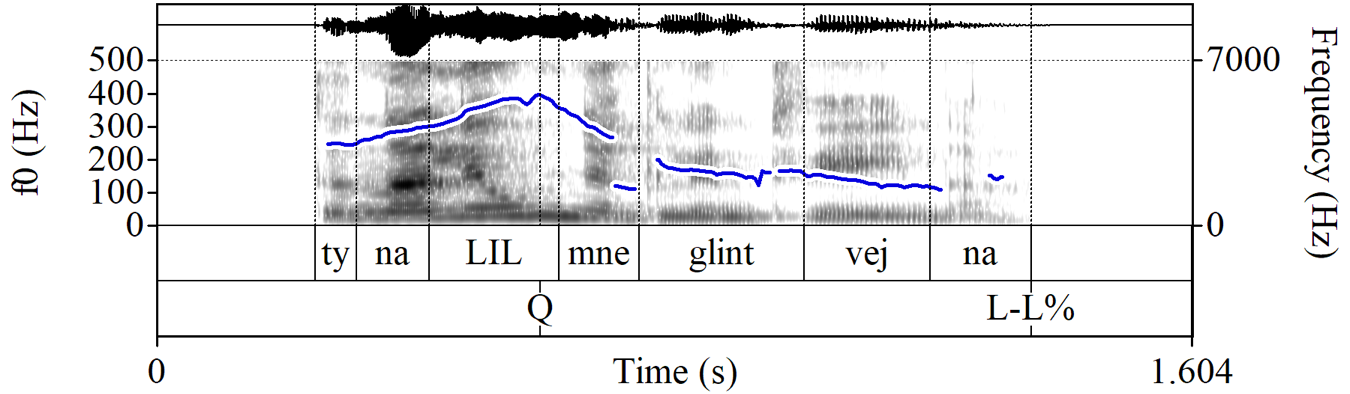 500
400
300
200
100
0
f0 (Hz)
7000
0
Frequency (Hz)
ty na LIL mne glint vej na
Q L-L%
0 Time (s) 1.604